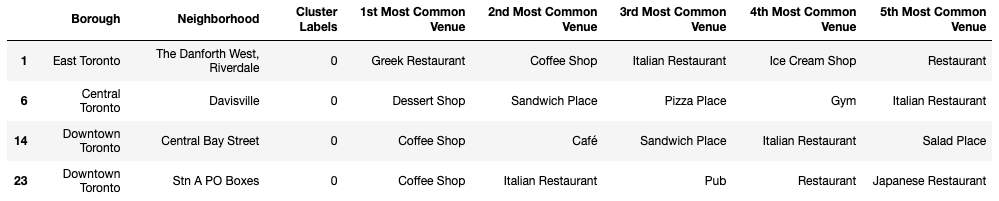 Borough Neighborhood Cluster Labels 1st Most Common Venue 2nd Most Common Venue 3rd Most Common Venue 4th Most Common Venue 5th Most Common Venue
1 East Toronto The Danforth West, Riverdale 0 Greek Restaurant Coffee Shop Italian Restaurant Ice Cream Shop Restaurant
6 Central Toronto Davisville 0 Dessert Shop Sandwich Place Pizza Place Gym Italian Restaurant
14 Downtown Toronto Central Bay Street 0 Coffee Shop Café Sandwich Place Italian Restaurant Salad Place
23 Downtown Toronto Stn A PO Boxes 0 Coffee Shop Italian Restaurant Pub Restaurant Japanese Restaurant